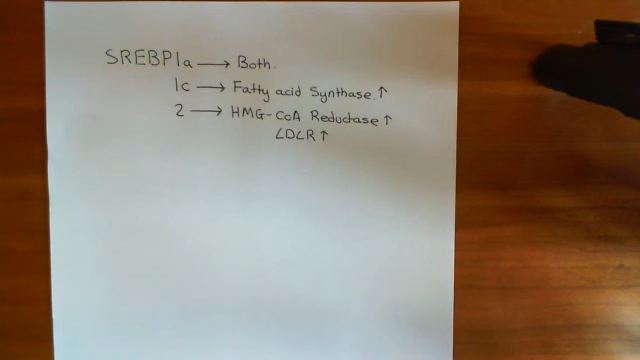 SREBP1a → Both.
1c → Fatty acid Synthase. ↑
2 → HMG-CoA Reductase ↑
LDLR ↑